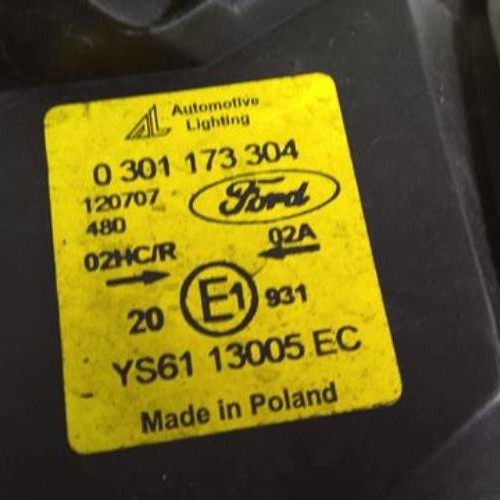 AL Automotive
Lighting
0 301 173 304
120707
480
Ford
02HC/R
02A
20
E1
931
YS61 13005 EC
Made in Poland